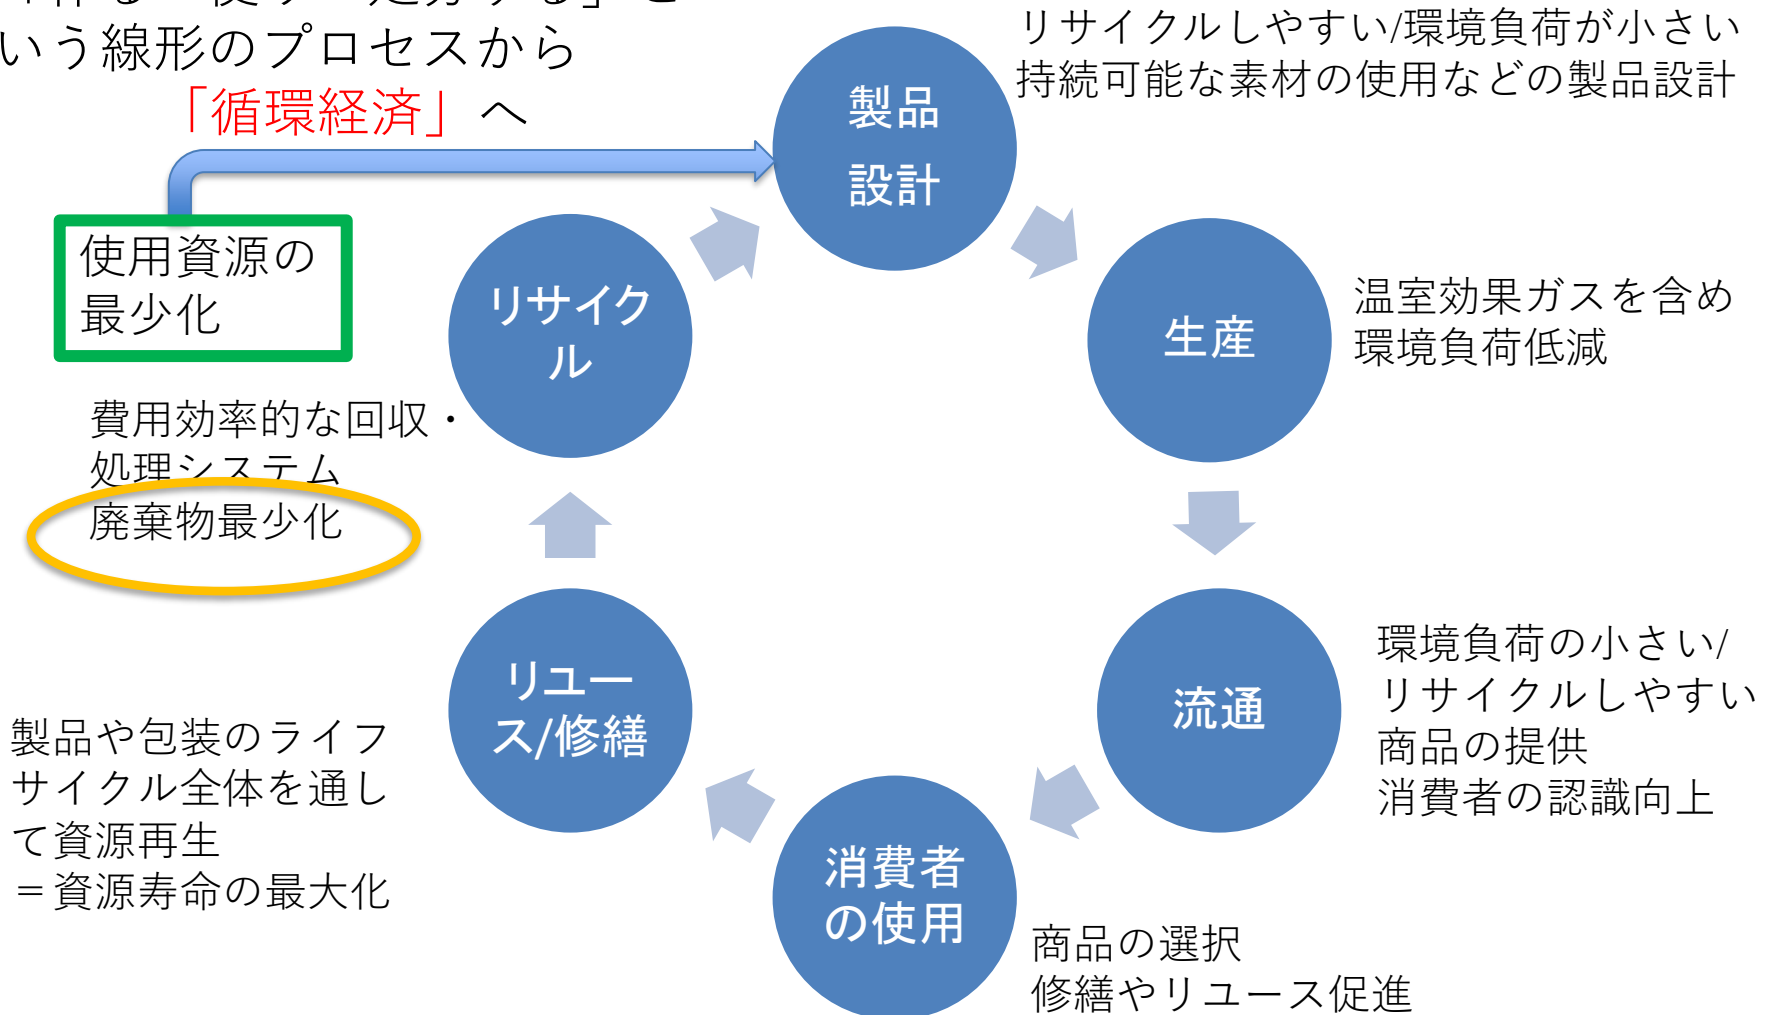 いう線形のプロセスから
「循環経済」へ
リサイクルしやすい/環境負荷が小さい
持続可能な素材の使用などの製品設計
製品
設計
使用資源の
最少化
リサイク
ル
生産
温室効果ガスを含め
環境負荷低減
費用効率的な回収・
処理システム
廃棄物最少化
リユー
ス/修繕
流通
環境負荷の小さい/
リサイクルしやすい
商品の提供
消費者の認識向上
製品や包装のライフ
サイクル全体を通し
て資源再生
＝資源寿命の最大化
消費者
の使用
商品の選択
修繕やリユース促進